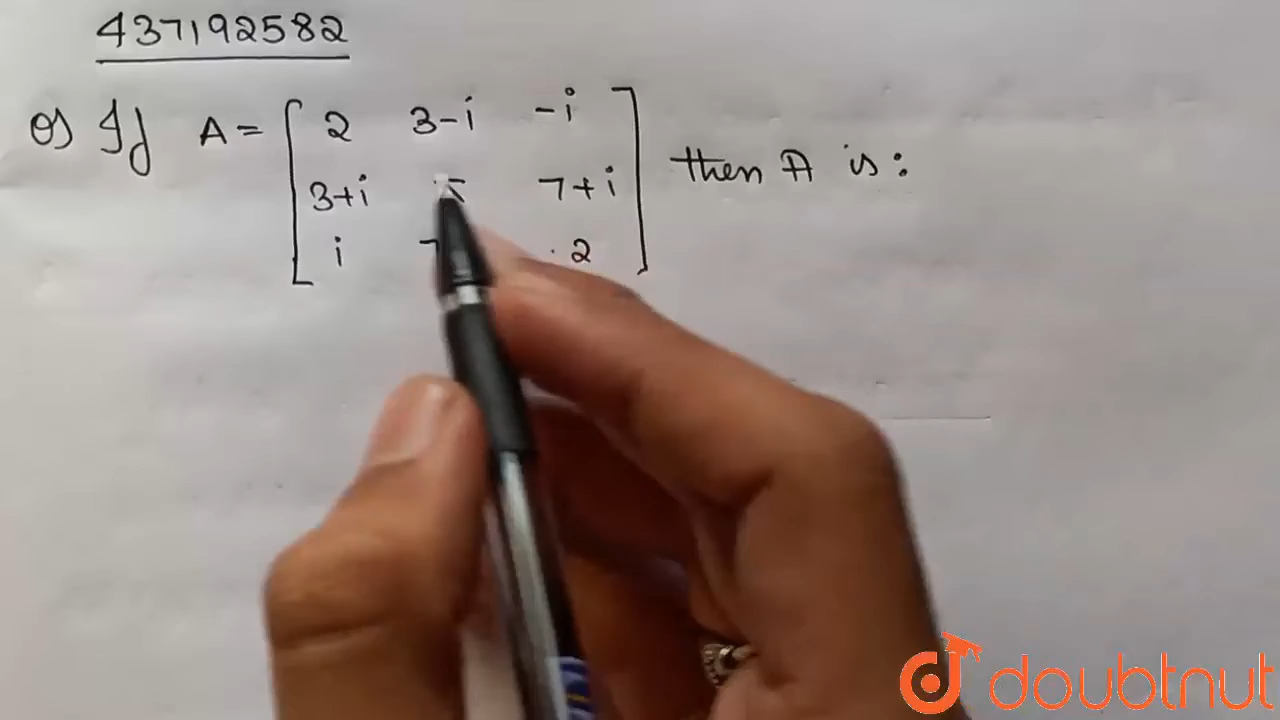 437192582
Q) If A = [ 2 3-i -i
3+i 7+i
i 2 ] then A is:
doubtnut